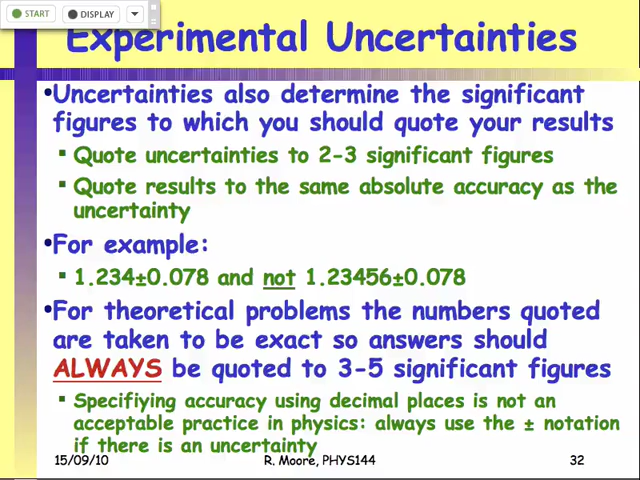 START DISPLAY
Experimental Uncertainties
•Uncertainties also determine the significant
figures to which you should quote your results
▪ Quote uncertainties to 2-3 significant figures
▪ Quote results to the same absolute accuracy as the
uncertainty
•For example:
▪ 1.234±0.078 and not 1.23456±0.078
•For theoretical problems the numbers quoted
are taken to be exact so answers should
ALWAYS be quoted to 3-5 significant figures
▪ Specifiying accuracy using decimal places is not an
acceptable practice in physics: always use the ± notation
if there is an uncertainty
15/09/10 R. Moore, PHYS144 32